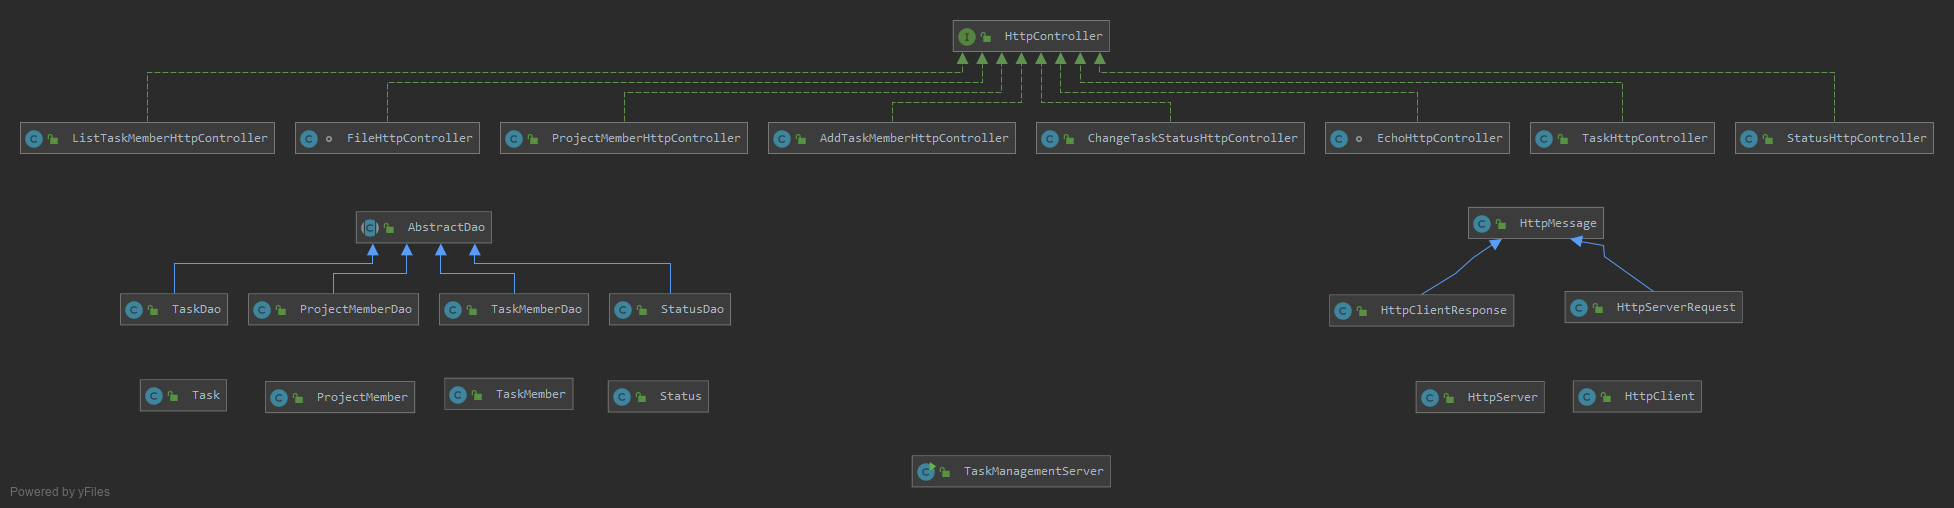 HttpController
ListTaskMemberHttpController
FileHttpController
ProjectMemberHttpController
AddTaskMemberHttpController
ChangeTaskStatusHttpController
EchoHttpController
TaskHttpController
StatusHttpController
AbstractDao
HttpMessage
TaskDao
ProjectMemberDao
TaskMemberDao
StatusDao
HttpClientResponse
HttpServerRequest
Task
ProjectMember
TaskMember
Status
HttpServer
HttpClient
TaskManagementServer
Powered by yFiles